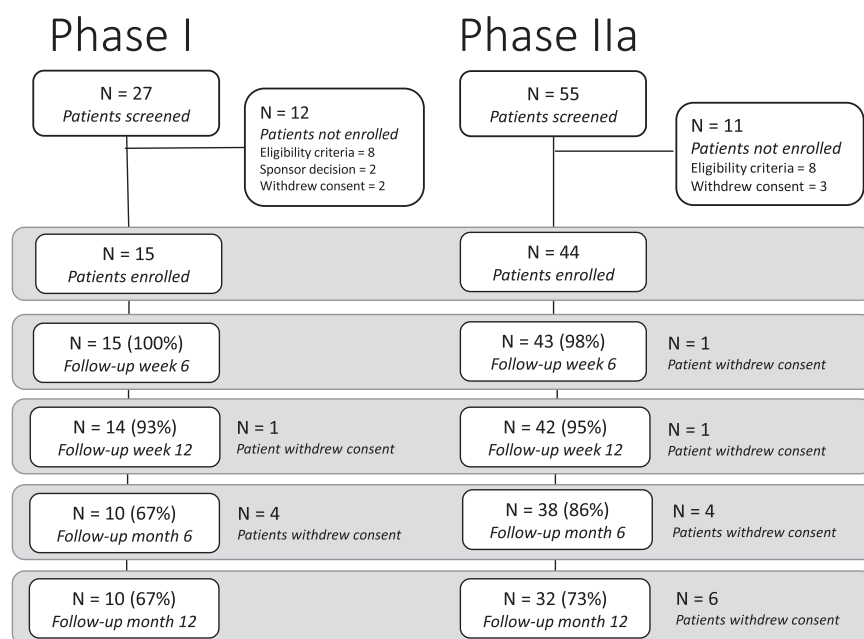 Phase I
Phase IIa
N = 27
Patients screened
N = 12
Patients not enrolled
Eligibility criteria = 8
Sponsor decision = 2
Withdrew consent = 2
N = 55
Patients screened
N = 11
Patients not enrolled
Eligibility criteria = 8
Withdrew consent = 3
N = 15
Patients enrolled
N = 44
Patients enrolled
N = 15 (100%)
Follow-up week 6
N = 43 (98%)
Follow-up week 6
N = 1
Patient withdrew consent
N = 14 (93%)
Follow-up week 12
N = 1
Patient withdrew consent
N = 42 (95%)
Follow-up week 12
N = 1
Patient withdrew consent
N = 10 (67%)
Follow-up month 6
N = 4
Patients withdrew consent
N = 38 (86%)
Follow-up month 6
N = 4
Patients withdrew consent
N = 10 (67%)
Follow-up month 12
N = 32 (73%)
Follow-up month 12
N = 6
Patients withdrew consent